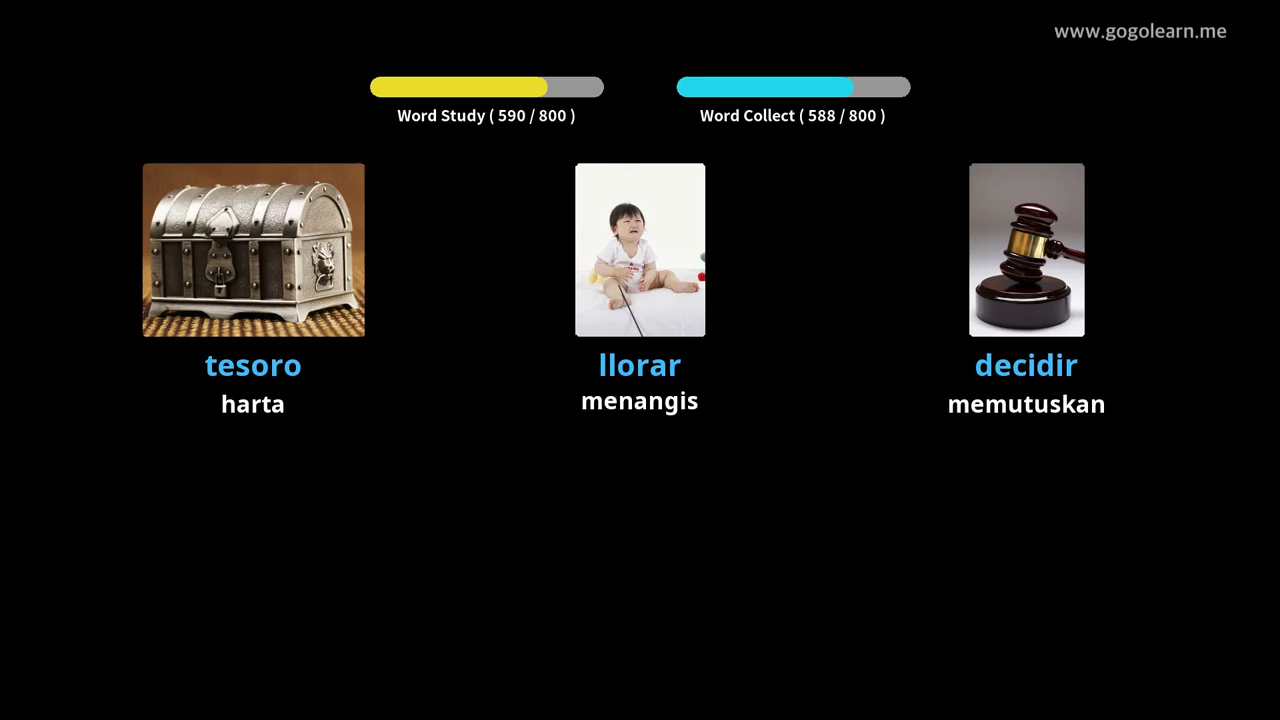 www.gogolearn.me
Word Study ( 590 / 800 )
Word Collect ( 588 / 800 )
tesoro
harta
llorar
menangis
decidir
memutuskan